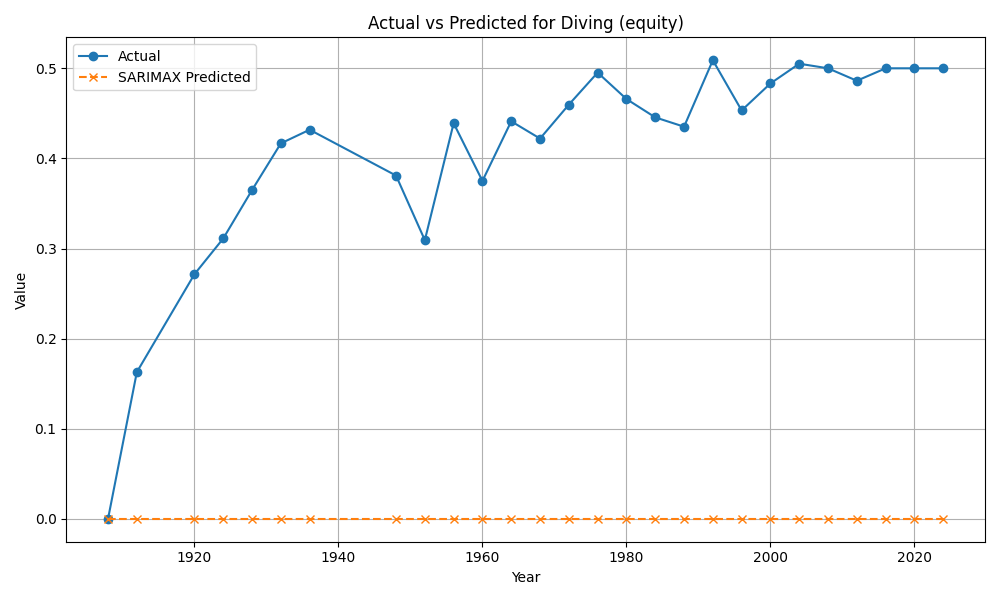 Actual vs Predicted for Diving (equity)
Actual
SARIMAX Predicted
0.5
0.4
0.3
0.2
0.1
0.0
Value
1920 1940 1960 1980 2000 2020
Year